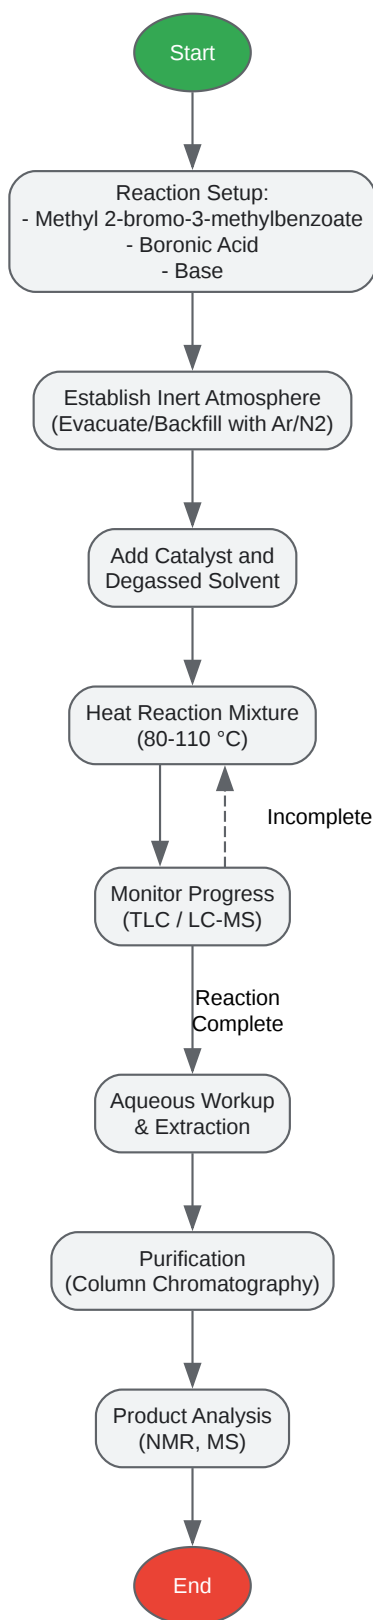 Start
Reaction Setup:
- Methyl 2-bromo-3-methylbenzoate
- Boronic Acid
- Base
Establish Inert Atmosphere
(Evacuate/Backfill with Ar/N2)
Add Catalyst and
Degassed Solvent
Heat Reaction Mixture
(80-110 °C)
Incomplete
Monitor Progress
(TLC / LC-MS)
Reaction
Complete
Aqueous Workup
& Extraction
Purification
(Column Chromatography)
Product Analysis
(NMR, MS)
End